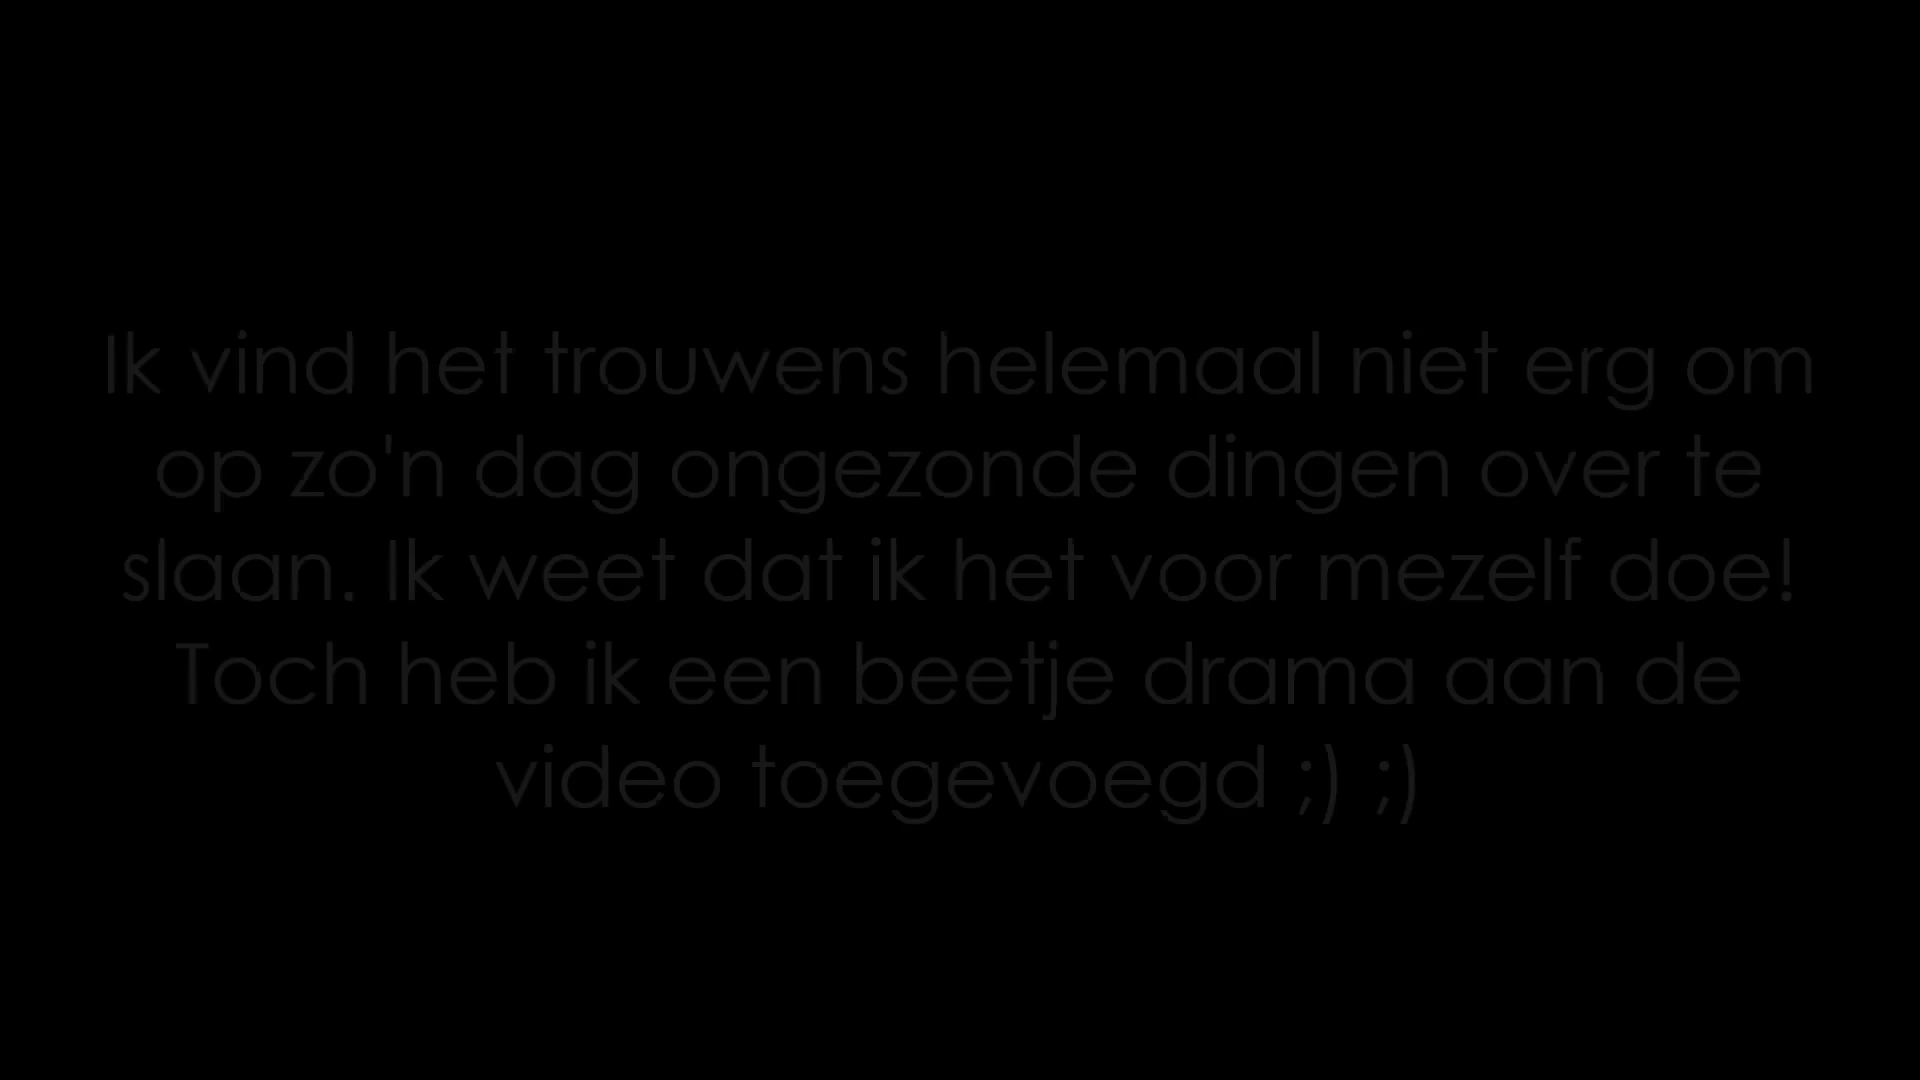 Ik vind het trouwens helemaal niet erg om
op zo'n dag ongezonde dingen over te
slaan. Ik weet dat ik het voor mezelf doe!
Toch heb ik een beetje drama aan de
video toegevoegd ;) ;)